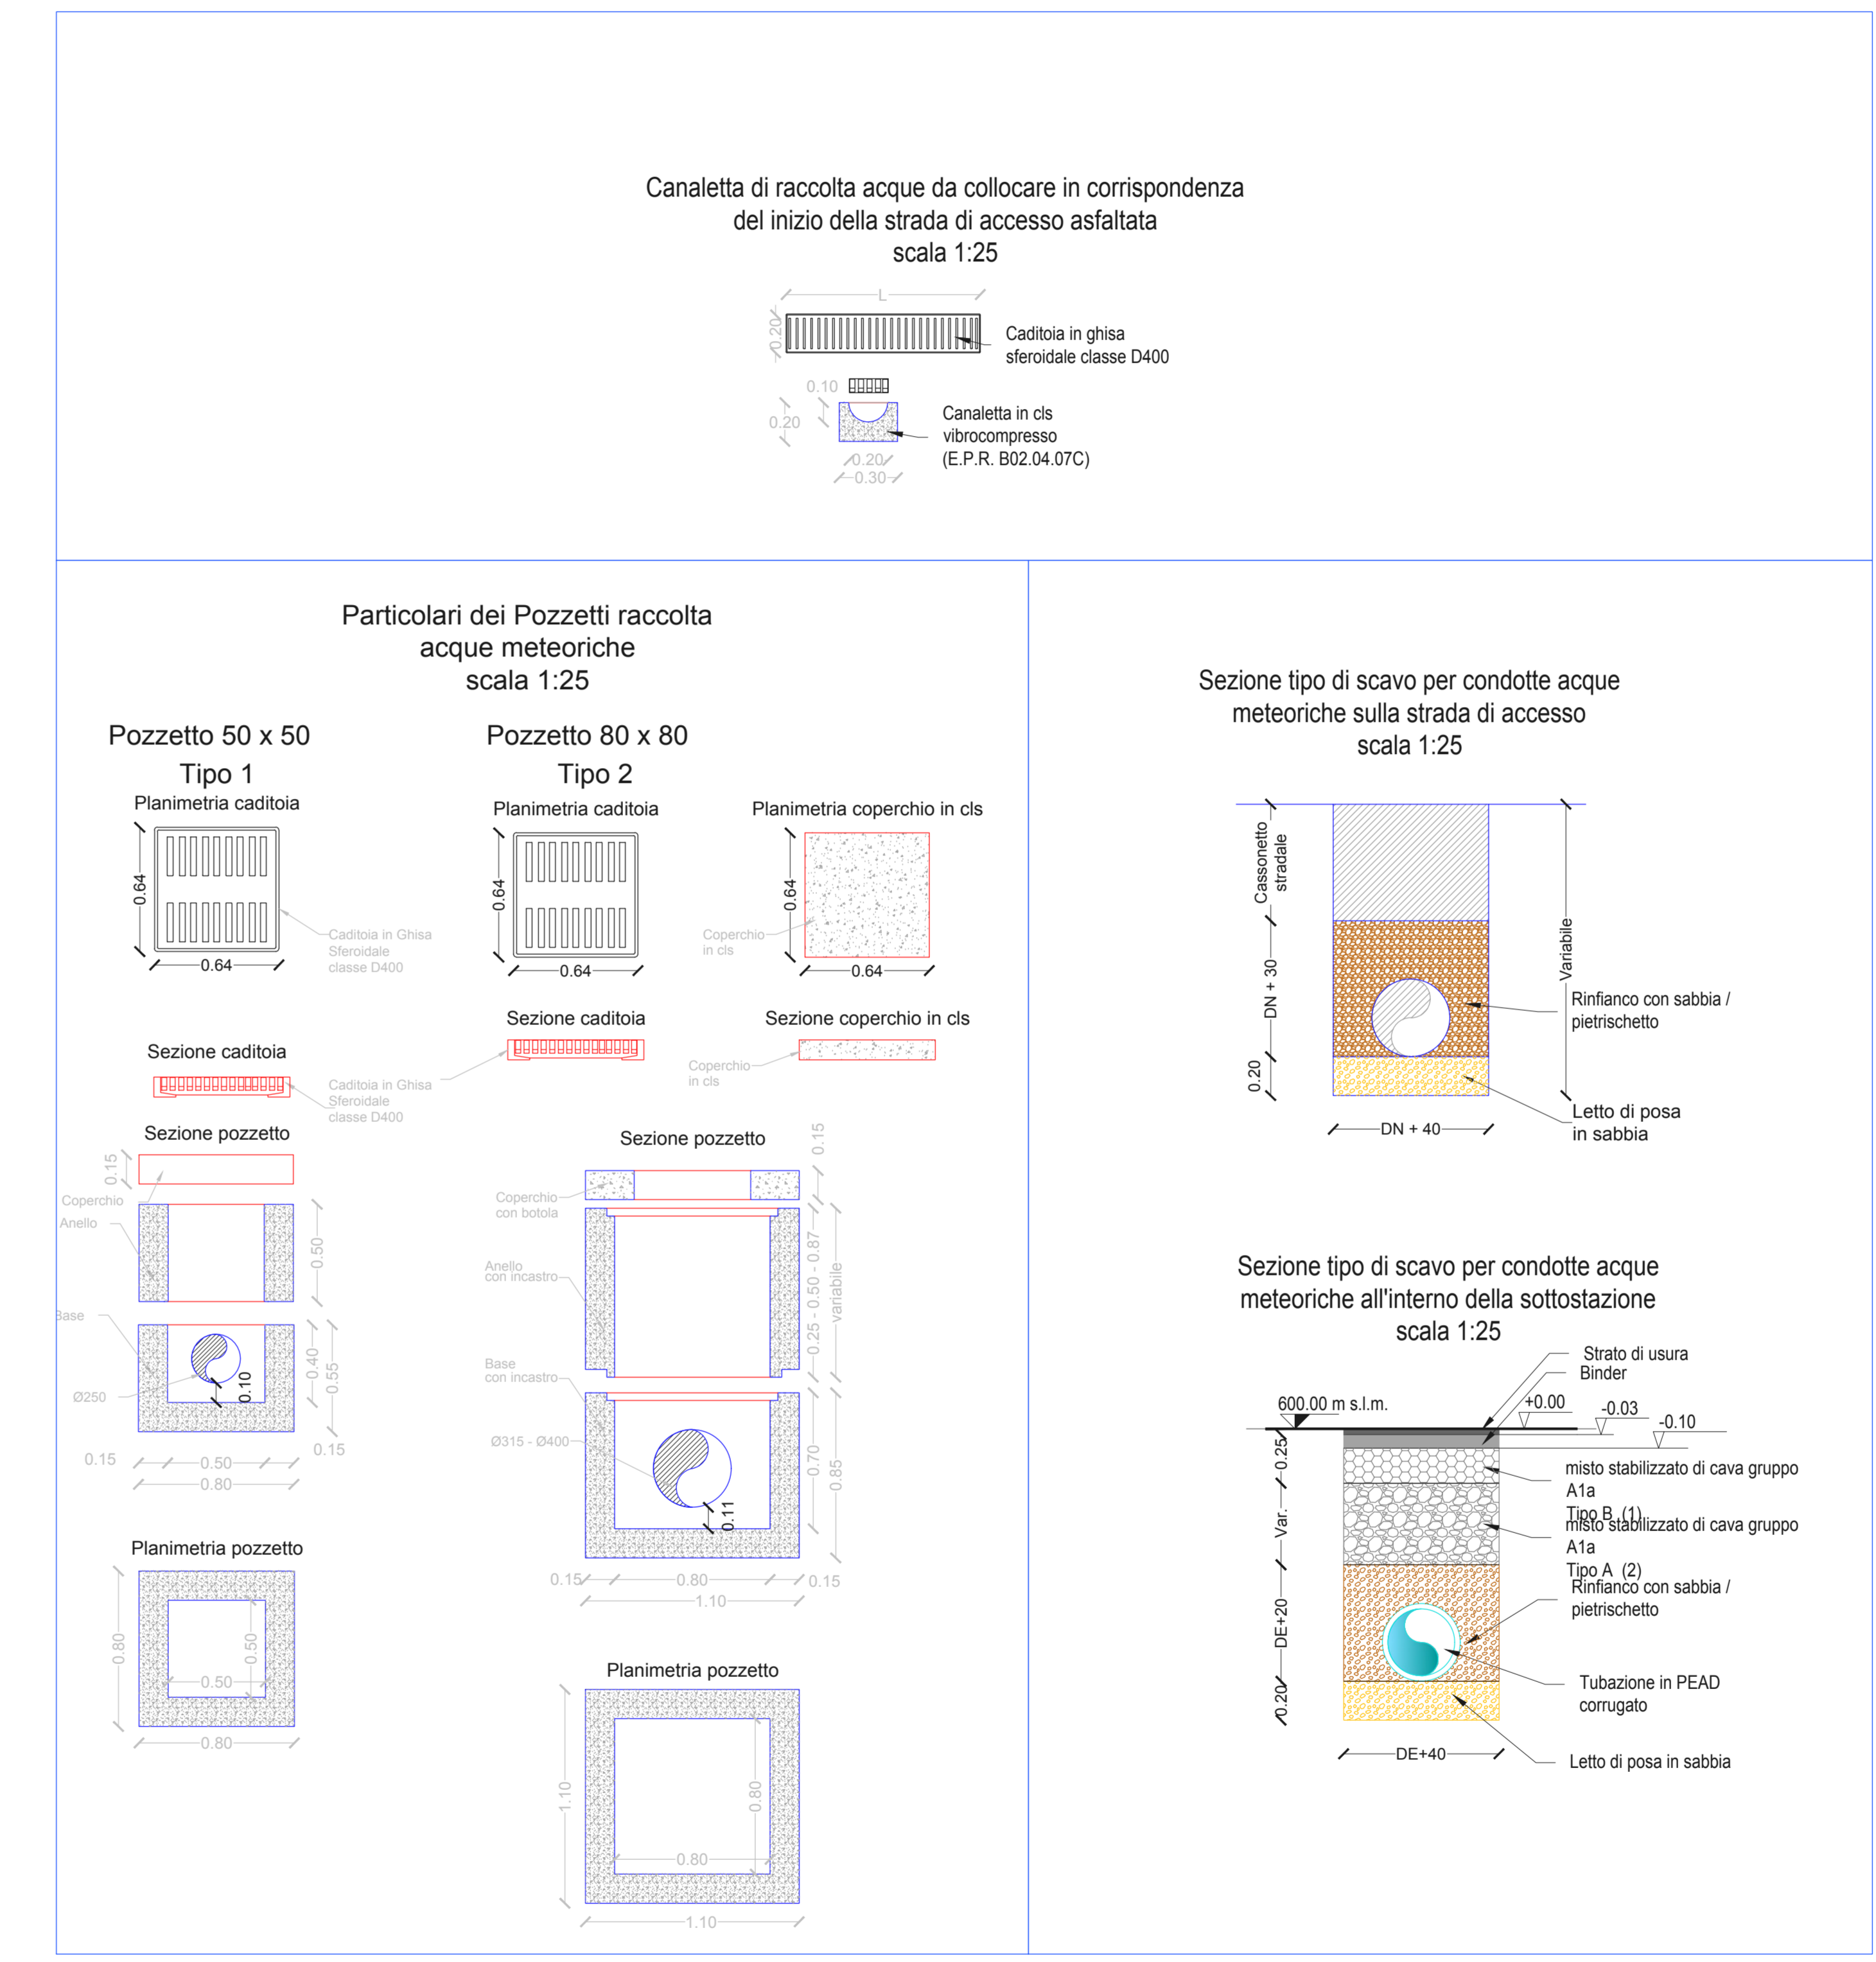 Canaletta di raccolta acque da collocare in corrispondenza
del inizio della strada di accesso asfaltata
scala 1:25
L
0.20
Caditoia in ghisa
sferoidale classe D400
0.10
0.20
Canaletta in cls
vibrocompresso
(E.P.R. B02.04.07C)
0.20
0.30
Particolari dei Pozzetti raccolta
acque meteoriche
scala 1:25
Pozzetto 50 x 50
Tipo 1
Planimetria caditoia
0.64
0.64
Caditoia in Ghisa
Sferoidale
classe D400
Sezione caditoia
Caditoia in Ghisa
Sferoidale
classe D400
Sezione pozzetto
0.15
Coperchio
Anello
0.50
Base
Ø250
0.10
0.40
0.55
0.15
0.15
0.50
0.80
Planimetria pozzetto
0.80
0.50
0.50
0.80
Pozzetto 80 x 80
Tipo 2
Planimetria caditoia
0.64
0.64
Planimetria coperchio in cls
0.64
Coperchio
in cls
0.64
Sezione caditoia
Sezione coperchio in cls
Coperchio
in cls
Sezione pozzetto
0.15
Coperchio
con botola
Anello
con incastro
0.25 - 0.50 - 0.87
variabile
Base
con incastro
Ø315 - Ø400
0.11
0.70
0.85
0.15
0.80
0.15
1.10
Planimetria pozzetto
1.10
0.80
0.80
1.10
Sezione tipo di scavo per condotte acque
meteoriche sulla strada di accesso
scala 1:25
Cassonetto
stradale
DN + 30
0.20
Variabile
Rinfianco con sabbia /
pietrischetto
Letto di posa
in sabbia
DN + 40
Sezione tipo di scavo per condotte acque
meteoriche all'interno della sottostazione
scala 1:25
Strato di usura
Binder
600.00 m s.l.m.
+0.00
-0.03
-0.10
0.25
Var.
DE+20
0.20
misto stabilizzato di cava gruppo
A1a
Tipo B (1)
misto stabilizzato di cava gruppo
A1a
Tipo A (2)
Rinfianco con sabbia /
pietrischetto
Tubazione in PEAD
corrugato
Letto di posa in sabbia
DE+40